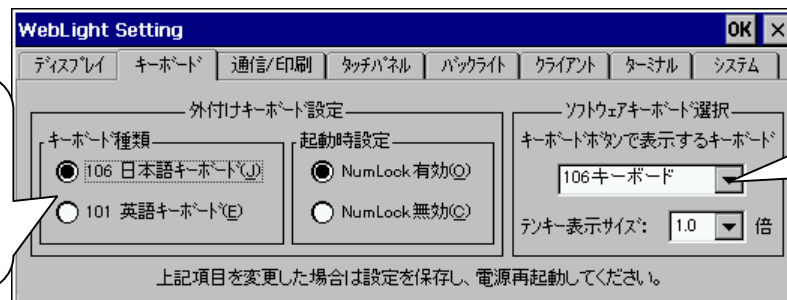 WebLight Setting OK ×
ディスプレイ キーボード 通信/印刷 タッチパネル バックライト クライアント ターミナル システム
外付けキーボード設定
キーボード種類
106 日本語キーボード(J)
101 英語キーボード(E)
起動時設定
NumLock有効(O)
NumLock無効(C)
ソフトウェアキーボード選択
キーボードボタンで表示するキーボード
106キーボード
テンキー表示サイズ: 1.0 倍
上記項目を変更した場合は設定を保存し、電源再起動してください。